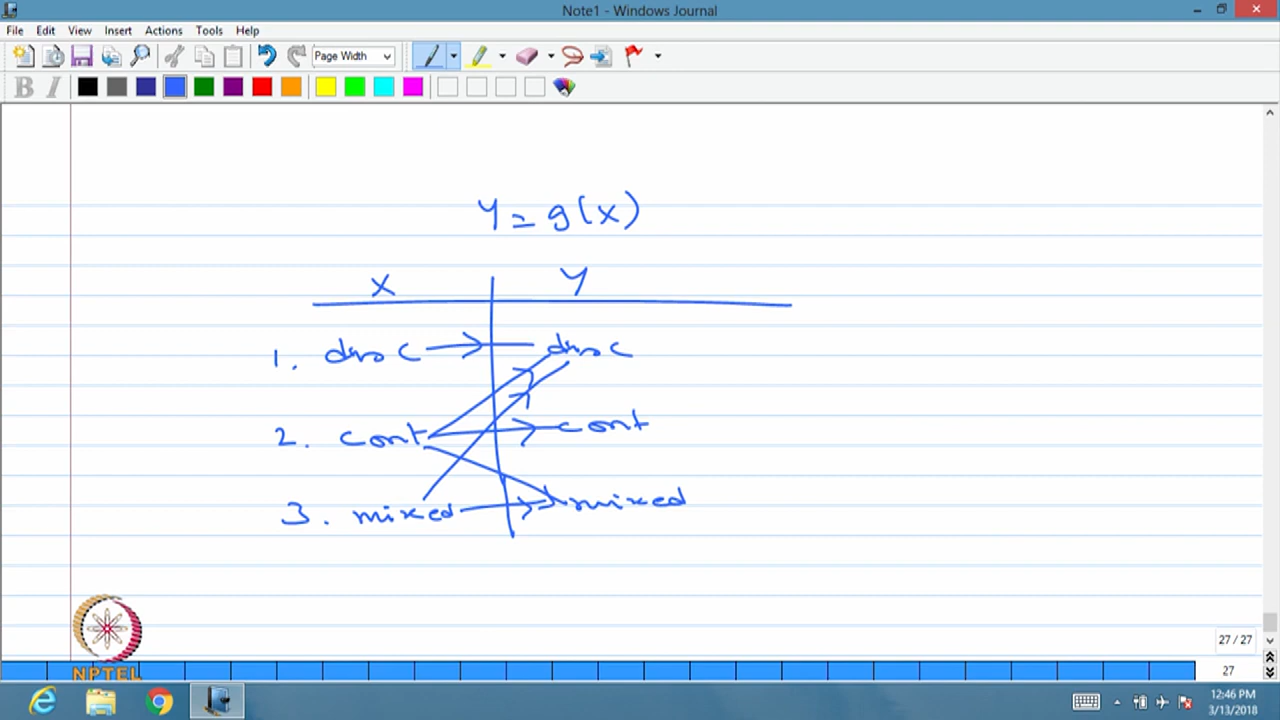 Note1 - Windows Journal
File Edit View Insert Actions Tools Help
Page Width
B I
Y = g(x)
X Y
1. disc disc
2. cont cont
3. mixed mixed
27 / 27
NPTEL
27
12:46 PM
3/13/2018